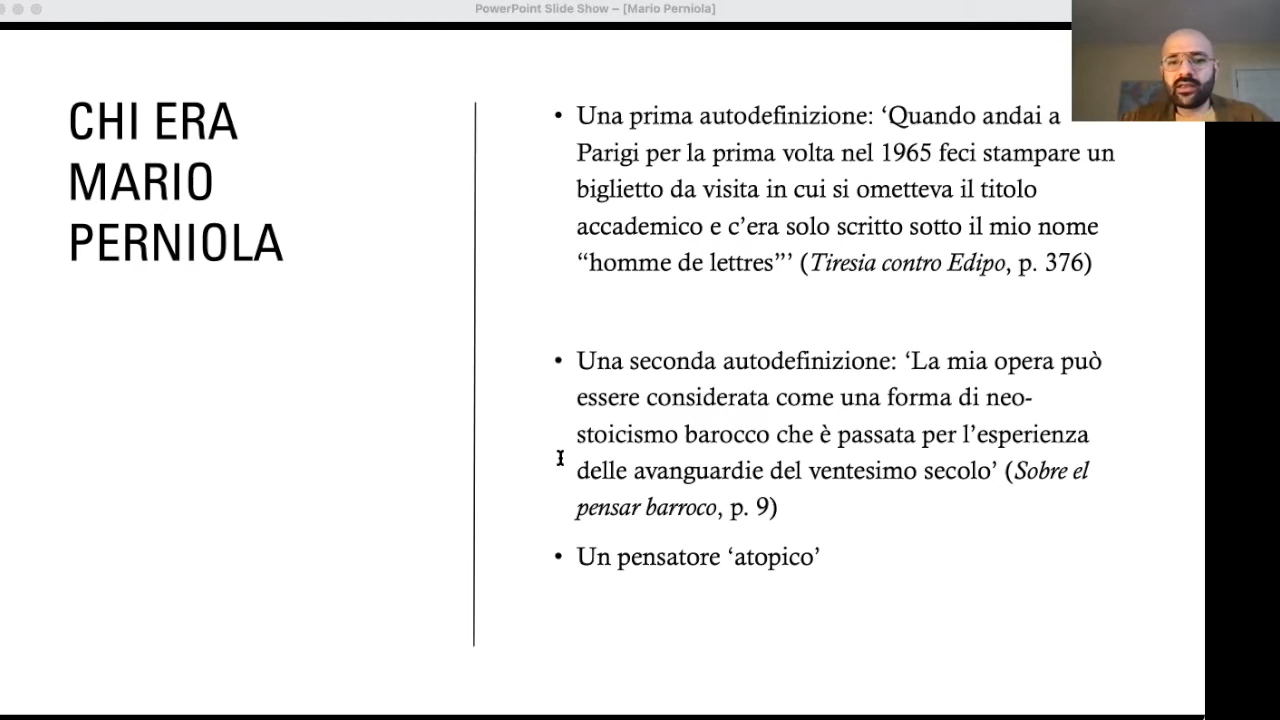 PowerPoint Slide Show – [Mario Perniola]
CHI ERA
MARIO
PERNIOLA
• Una prima autodefinizione: ‘Quando andai a
Parigi per la prima volta nel 1965 feci stampare un
biglietto da visita in cui si ometteva il titolo
accademico e c’era solo scritto sotto il mio nome
“homme de lettres”’ (Tiresia contro Edipo, p. 376)
• Una seconda autodefinizione: ‘La mia opera può
essere considerata come una forma di neo-
stoicismo barocco che è passata per l’esperienza
delle avanguardie del ventesimo secolo’ (Sobre el
pensar barroco, p. 9)
• Un pensatore ‘atopico’